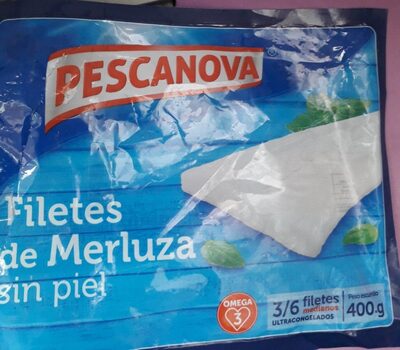 PESCANOVA®
Filetes
de Merluza
sin piel
OMEGA
3
3/6 filetes
medianos
ULTRACONGELADOS
Peso escurrido
400g